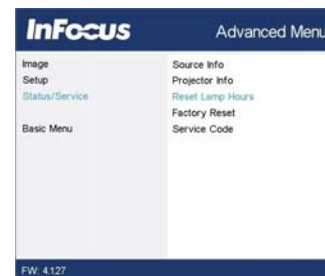 InFocus
Advanced Menu
Image
Setup
Status/Service
Basic Menu
Source Info
Projector Info
Reset Lamp Hours
Factory Reset
Service Code
FW: 4.127